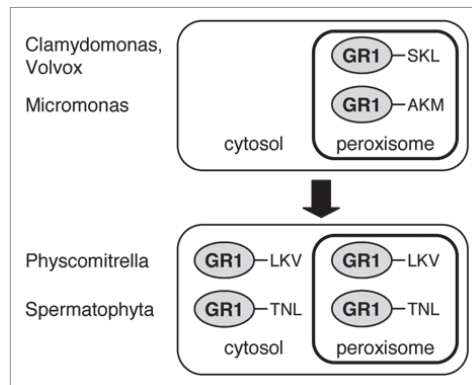 Clamydomonas,
Volvox
GR1 SKL
Micromonas
GR1 AKM
cytosol peroxisome
Physcomitrella
GR1 LKV GR1 LKV
Spermatophyta
GR1 TNL GR1 TNL
cytosol peroxisome